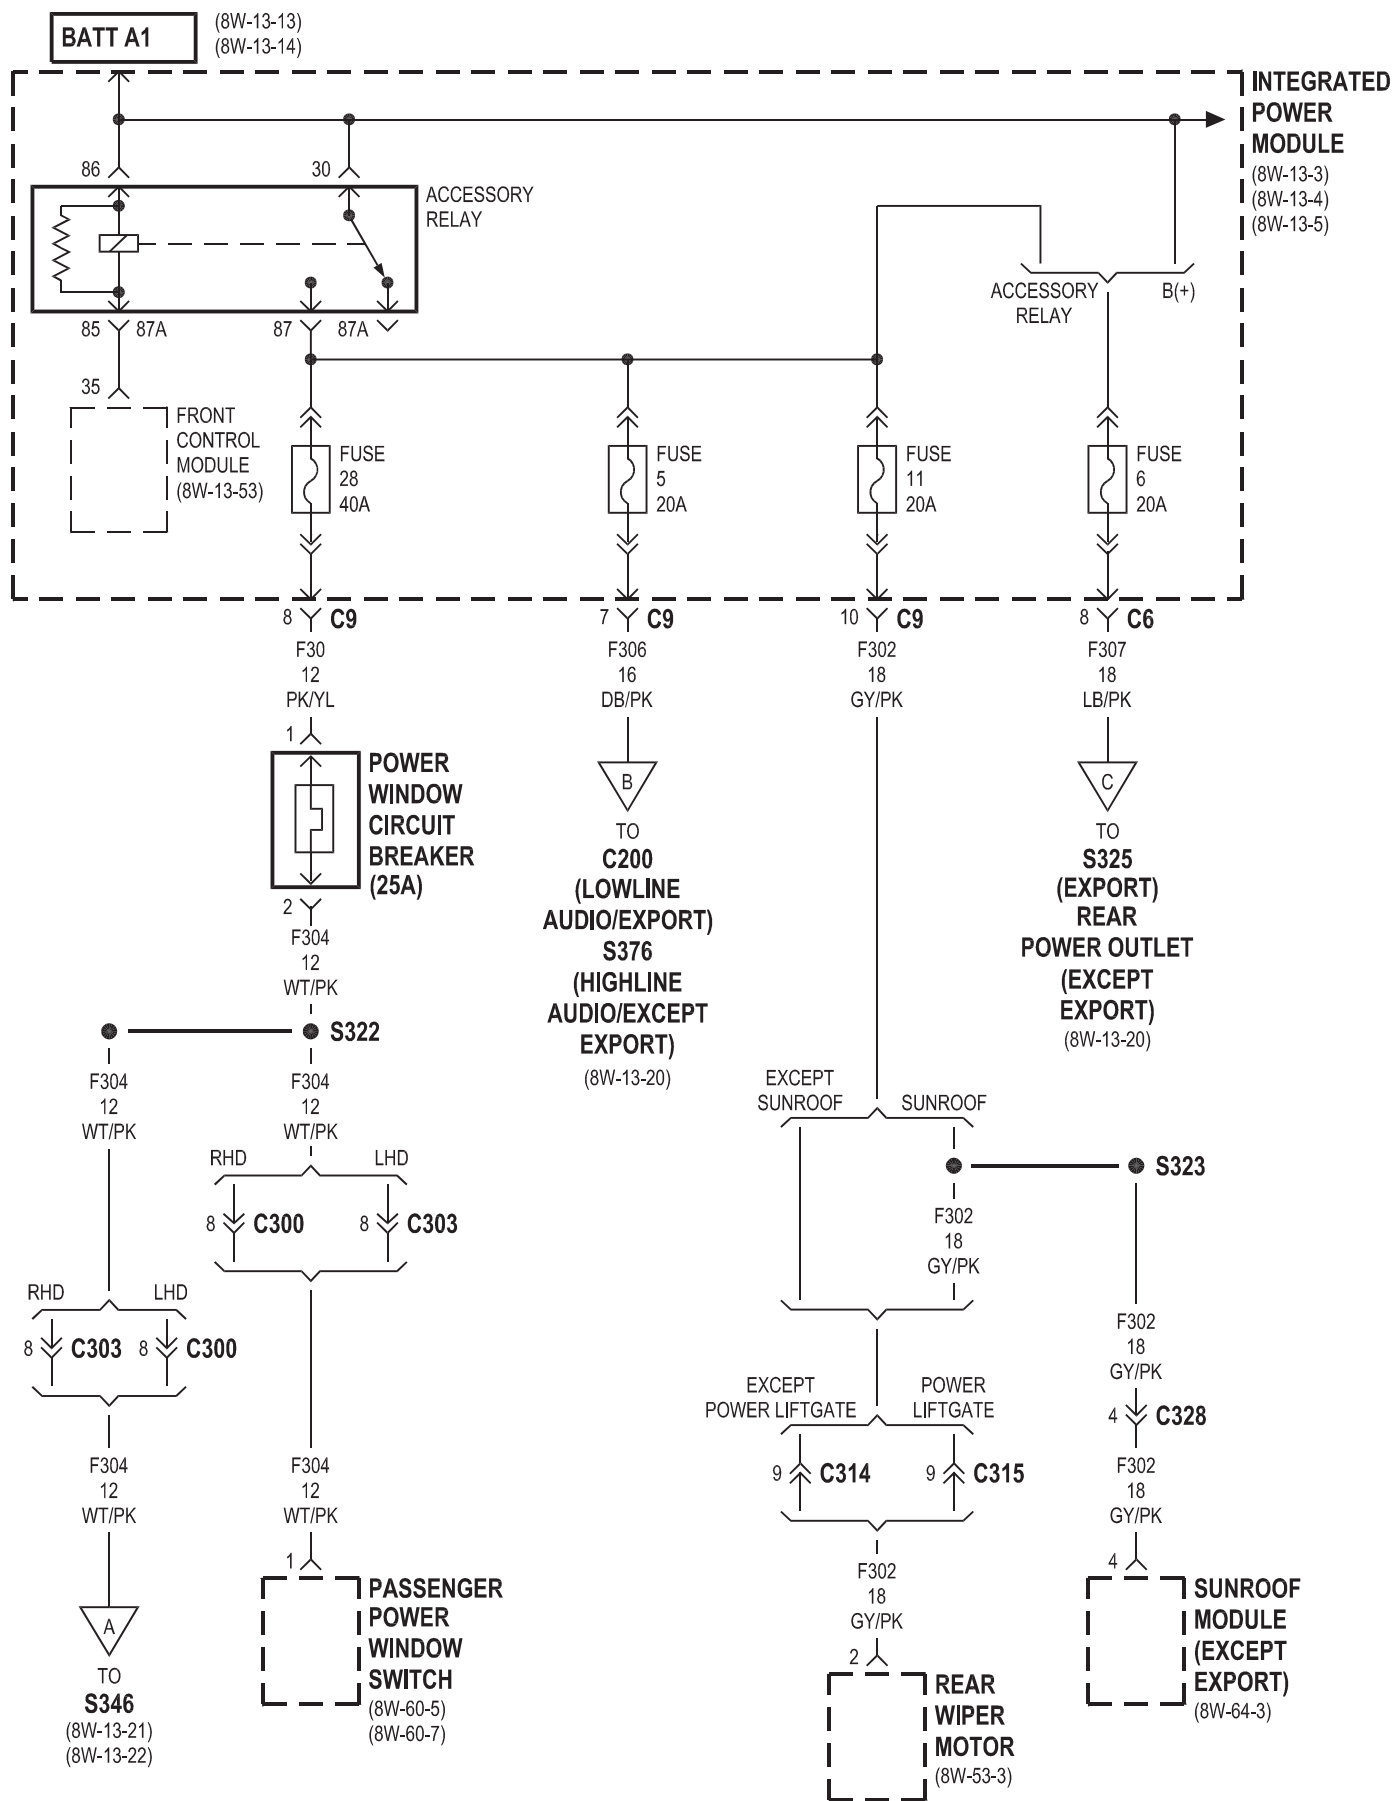 BATT A1
(8W-13-13)
(8W-13-14)
INTEGRATED
POWER
MODULE
(8W-13-3)
(8W-13-4)
(8W-13-5)
86
30
ACCESSORY
RELAY
85
87A
87
87A
ACCESSORY
RELAY
B(+)
35
FRONT
CONTROL
MODULE
(8W-13-53)
FUSE
28
40A
FUSE
5
20A
FUSE
11
20A
FUSE
6
20A
8
C9
7
C9
10
C9
8
C6
F30
12
PK/YL
F306
16
DB/PK
F302
18
GY/PK
F307
18
LB/PK
1
POWER
WINDOW
CIRCUIT
BREAKER
(25A)
2
B
TO
C200
(LOWLINE
AUDIO/EXPORT)
S376
(HIGHLINE
AUDIO/EXCEPT
EXPORT)
(8W-13-20)
C
TO
S325
(EXPORT)
REAR
POWER OUTLET
(EXCEPT
EXPORT)
(8W-13-20)
F304
12
WT/PK
S322
F304
12
WT/PK
F304
12
WT/PK
EXCEPT
SUNROOF
SUNROOF
RHD
LHD
8
C300
8
C303
S323
F302
18
GY/PK
RHD
LHD
8
C303
8
C300
F302
18
GY/PK
EXCEPT
POWER LIFTGATE
POWER
LIFTGATE
4
C328
9
C314
9
C315
F304
12
WT/PK
F304
12
WT/PK
F302
18
GY/PK
1
PASSENGER
POWER
WINDOW
SWITCH
(8W-60-5)
(8W-60-7)
A
TO
S346
(8W-13-21)
(8W-13-22)
F302
18
GY/PK
2
REAR
WIPER
MOTOR
(8W-53-3)
4
SUNROOF
MODULE
(EXCEPT
EXPORT)
(8W-64-3)